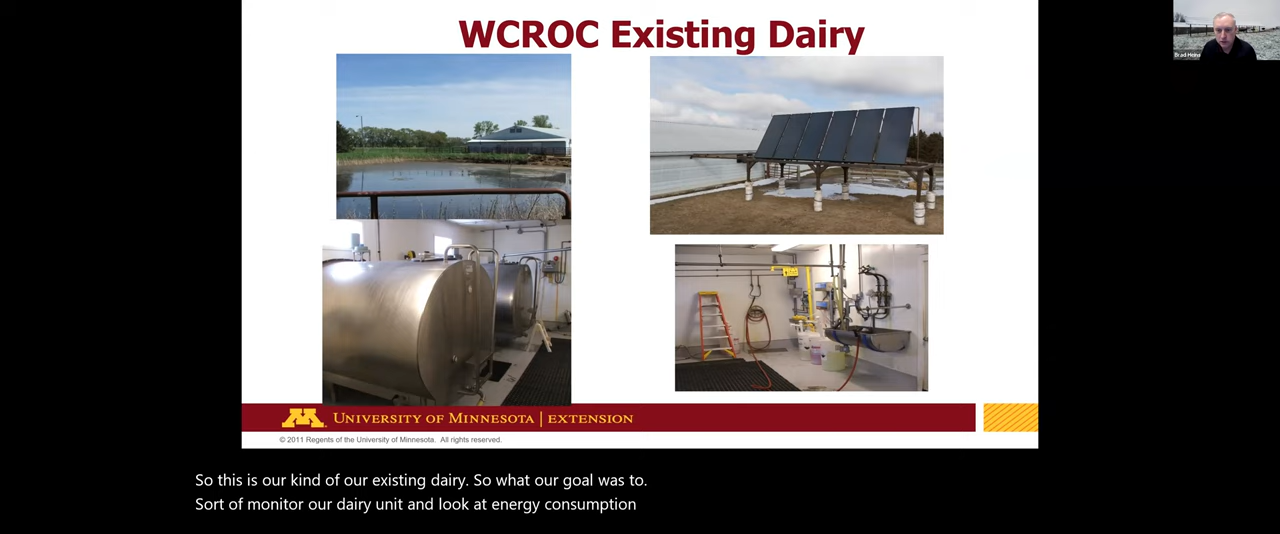 WCROC Existing Dairy
Brad Heins
UNIVERSITY OF MINNESOTA | EXTENSION
© 2011 Regents of the University of Minnesota. All rights reserved.
So this is our kind of our existing dairy. So what our goal was to.
Sort of monitor our dairy unit and look at energy consumption